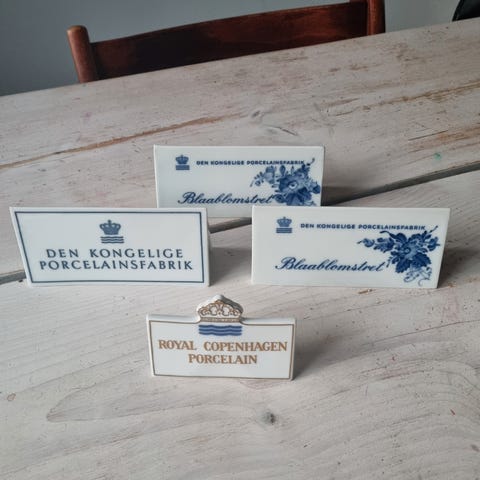 DEN KONGELIGE PORCELAINSFABRIK
Blaablomstret
DEN KONGELIGE
PORCELAINSFABRIK
DEN KONGELIGE PORCELAINSFABRIK
Blaablomstret
ROYAL COPENHAGEN
PORCELAIN